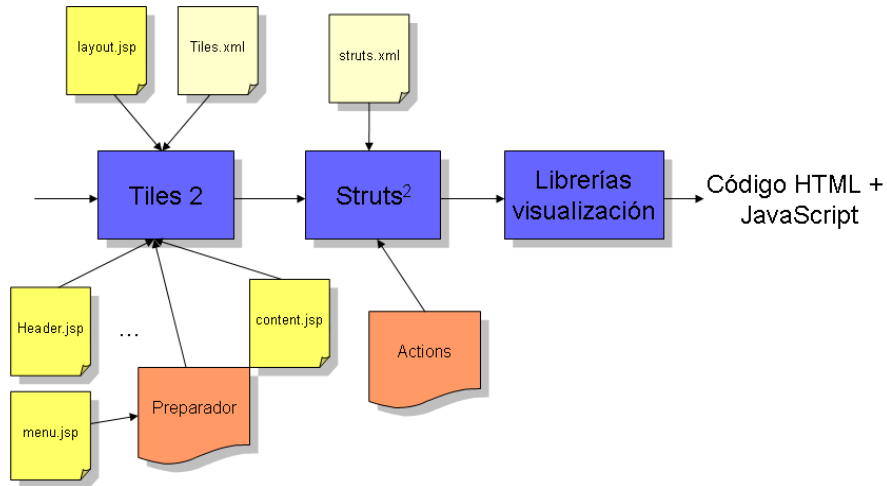 layout.jsp
Tiles.xml
struts.xml
Tiles 2
Struts²
Librerías
visualización
Código HTML +
JavaScript
Header.jsp
...
content.jsp
Actions
menu.jsp
Preparador